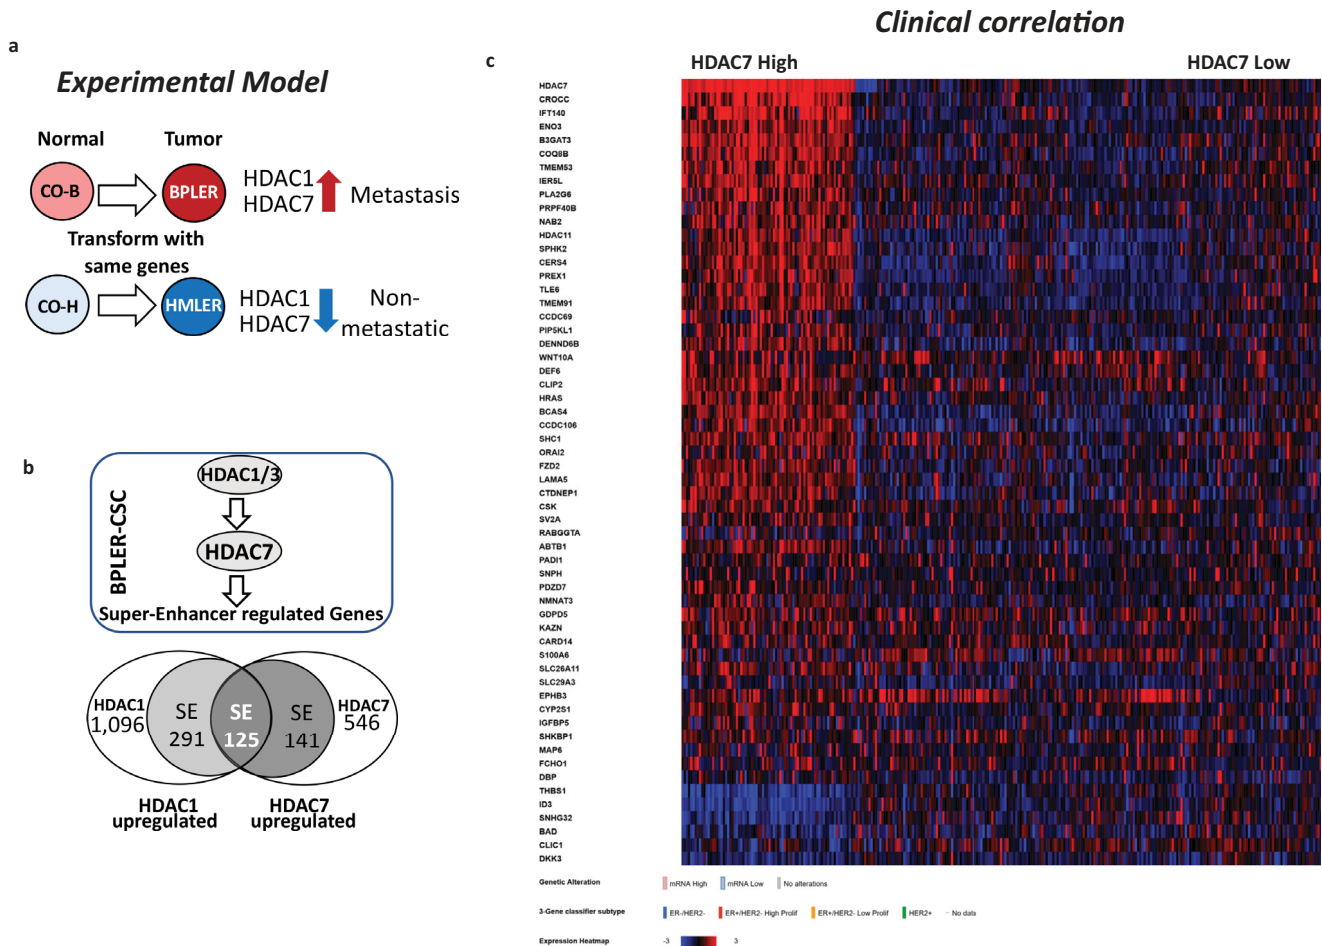 Clinical correlation
a
Experimental Model
Normal Tumor
CO-B BPLER HDAC1 HDAC7 Metastasis
Transform with
same genes
CO-H HMLER HDAC1 HDAC7 Non-
metastatic
b
BPLER-CSC
HDAC1/3
HDAC7
Super-Enhancer regulated Genes
HDAC1
1,096
SE
291
SE
125
SE
141
HDAC7
546
HDAC1
upregulated
HDAC7
upregulated
c
HDAC7 High HDAC7 Low
HDAC7
CROCC
IFT140
ENO3
B3GAT3
COQ8B
TMEM53
IER5L
PLA2G6
PRPF40B
NAB2
HDAC11
SPHK2
CERS4
PREX1
TLE6
TMEM91
CCDC69
PIP5KL1
DENND6B
WNT10A
DEF6
CLIP2
HRAS
BCAS4
CCDC106
SHC1
ORAI2
FZD2
LAMA5
CTDNEP1
CSK
SV2A
RABGGTA
ABTB1
PADI1
SNPH
PDZD7
NMNAT3
GDPD5
KAZN
CARD14
S100A6
SLC26A11
SLC29A3
EPHB3
CYP2S1
IGFBP5
SHKBP1
MAP6
FCHO1
DBP
THBS1
ID3
SNHG32
BAD
CLIC1
DKK3
Genetic Alteration mRNA High mRNA Low No alterations
3-Gene classifier subtype ER-/HER2- ER+/HER2- High Prolif ER+/HER2- Low Prolif HER2+ - No data
Expression Heatmap -3 3